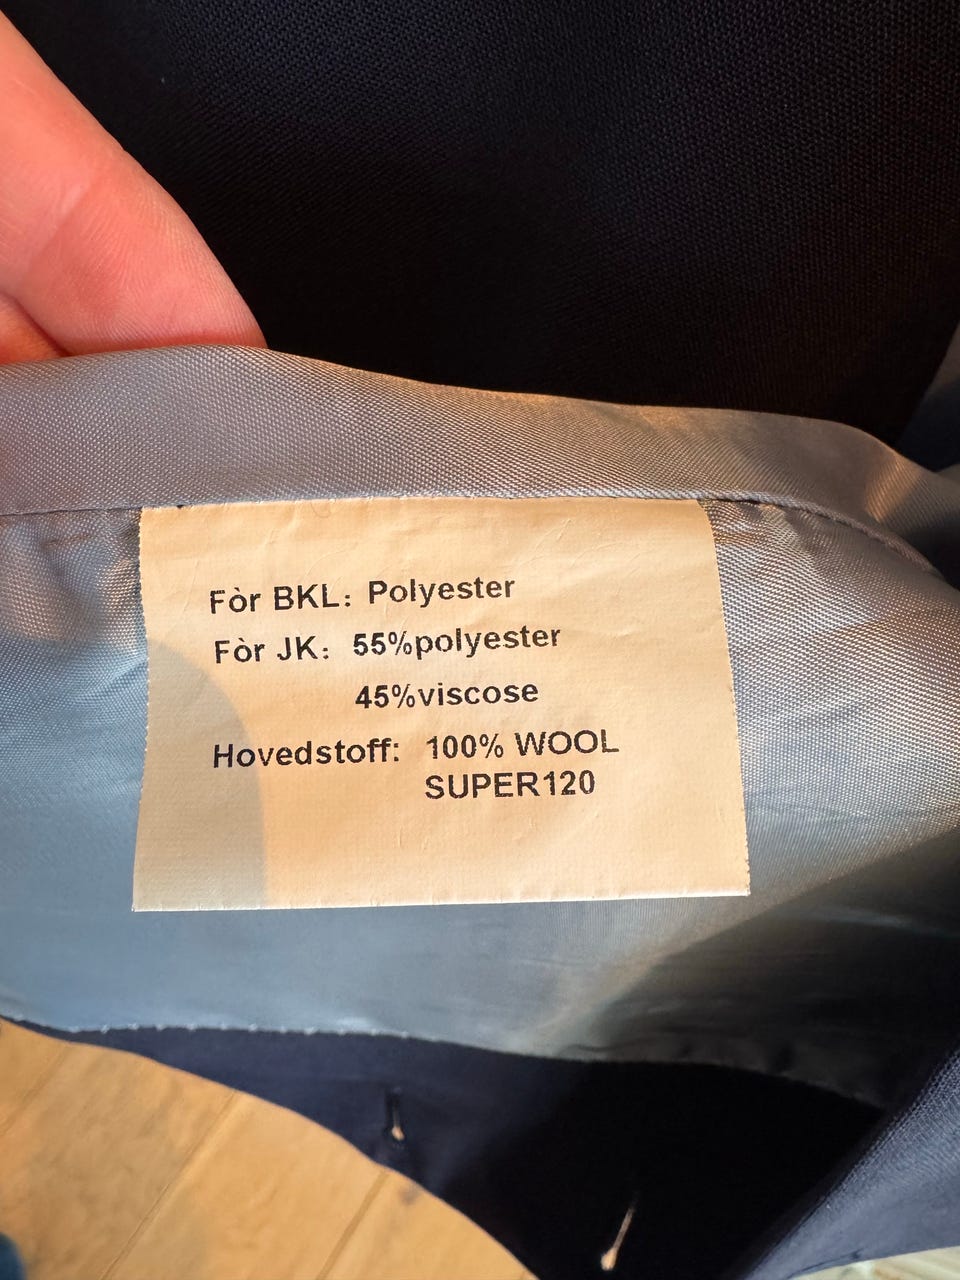 Fòr BKL: Polyester
Fòr JK: 55%polyester
45%viscose
Hovedstoff: 100% WOOL
SUPER120